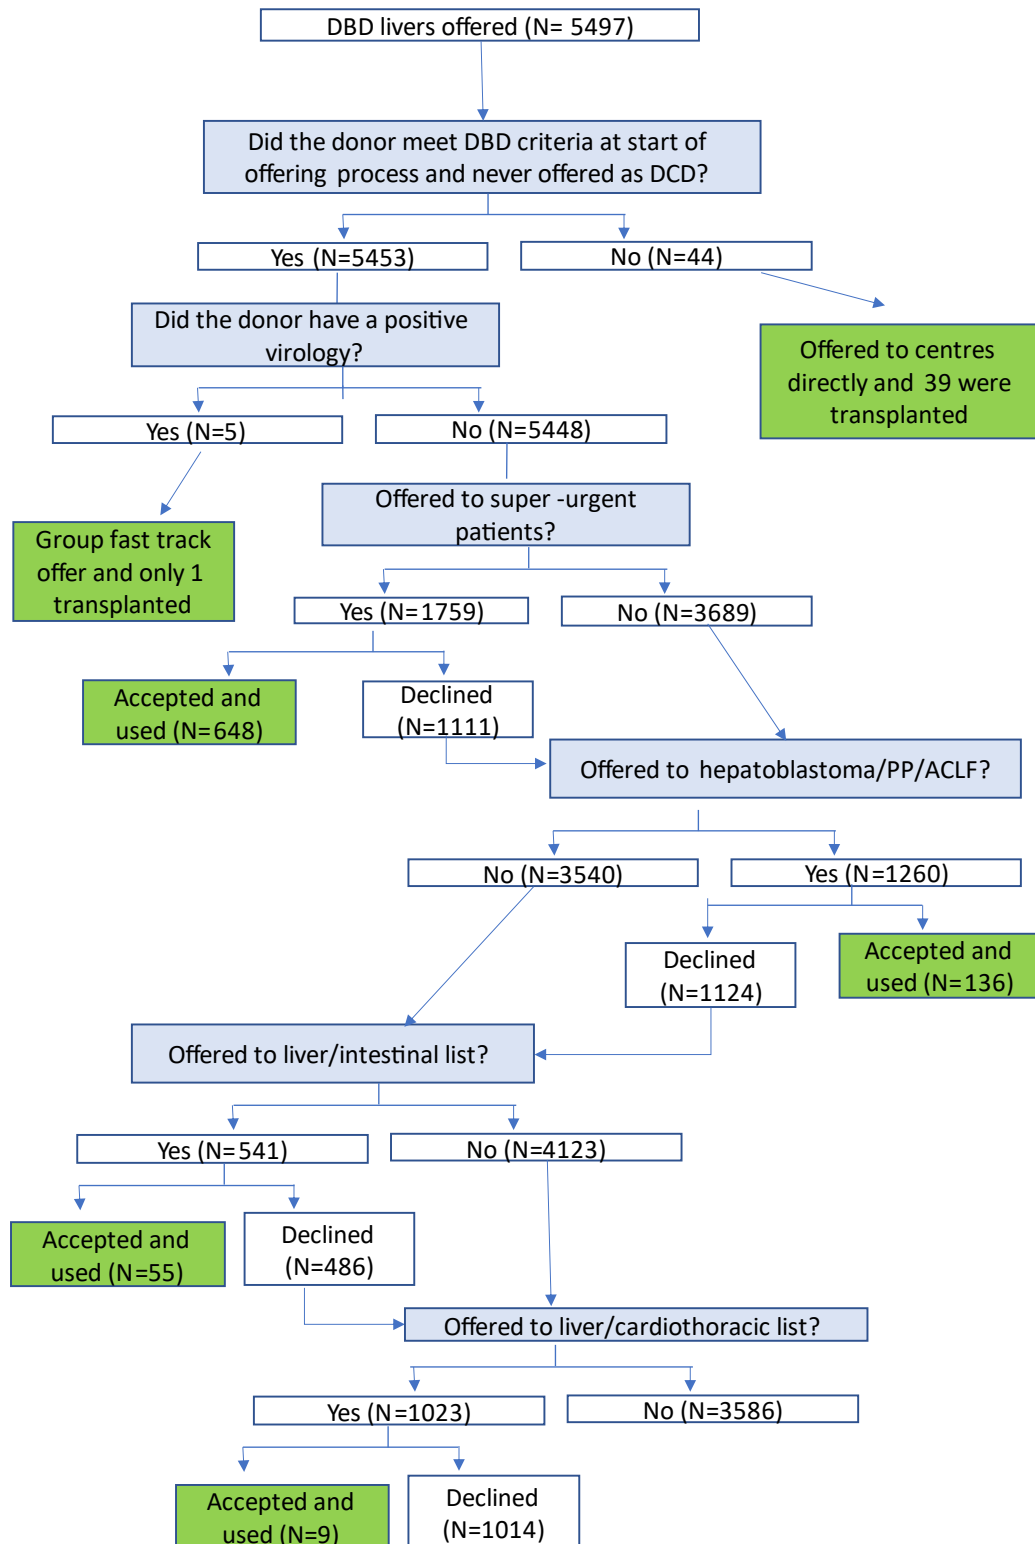 DBD livers offered (N= 5497)
Did the donor meet DBD criteria at start of
offering process and never offered as DCD?
Yes (N=5453)
No (N=44)
Did the donor have a positive
virology?
Offered to centres
directly and 39 were
transplanted
Yes (N=5)
No (N=5448)
Group fast track
offer and only 1
transplanted
Offered to super -urgent
patients?
Yes (N=1759)
No (N=3689)
Accepted and
used (N=648)
Declined
(N=1111)
Offered to hepatoblastoma/PP/ACLF?
No (N=3540)
Yes (N=1260)
Declined
(N=1124)
Accepted and
used (N=136)
Offered to liver/intestinal list?
Yes (N=541)
No (N=4123)
Accepted and
used (N=55)
Declined
(N=486)
Offered to liver/cardiothoracic list?
Yes (N=1023)
No (N=3586)
Accepted and
used (N=9)
Declined
(N=1014)